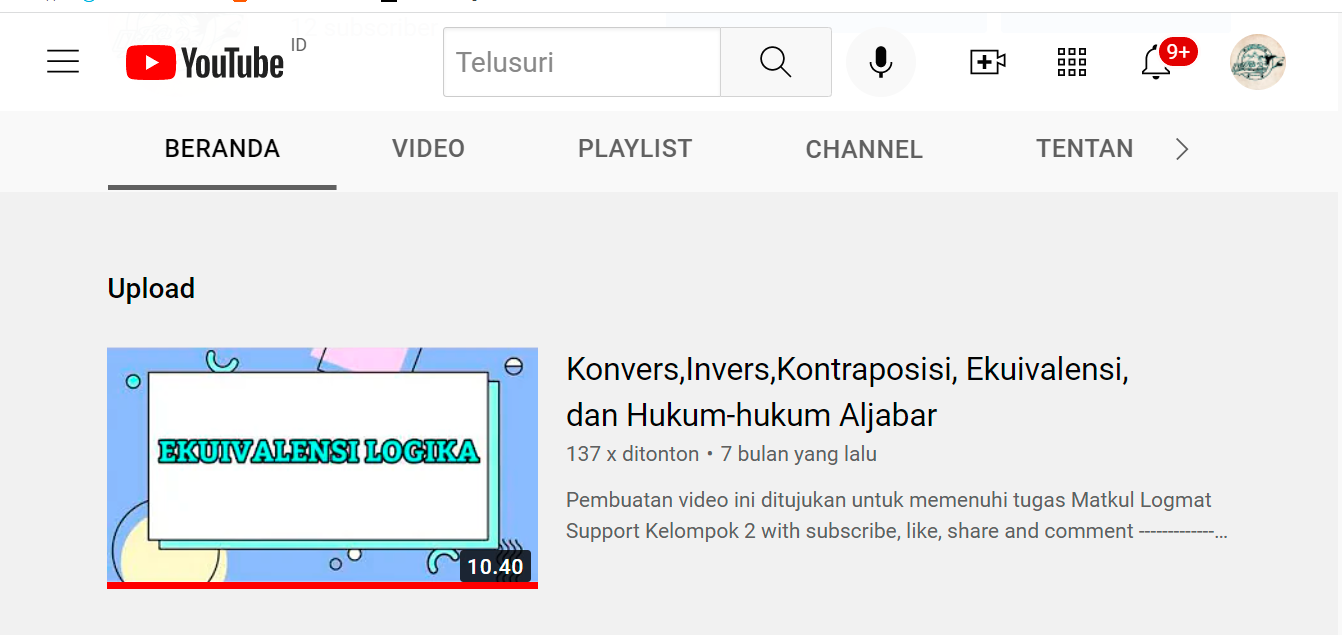 YouTube ID
Telusuri
9+
BERANDA VIDEO PLAYLIST CHANNEL TENTAN
Upload
EKUIVALENSI LOGIKA
10.40
Konvers,Invers,Kontraposisi, Ekuivalensi,
dan Hukum-hukum Aljabar
137 x ditonton • 7 bulan yang lalu
Pembuatan video ini ditujukan untuk memenuhi tugas Matkul Logmat
Support Kelompok 2 with subscribe, like, share and comment -------------...